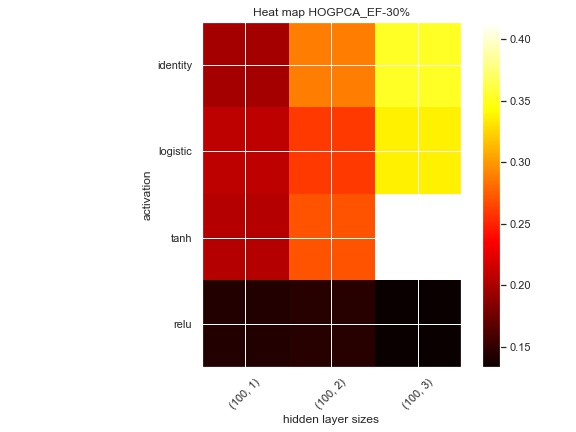 Heat map HOGPCA_EF-30%
identity
logistic
tanh
relu
activation
(100, 1)
(100, 2)
(100, 3)
hidden layer sizes
0.40
0.35
0.30
0.25
0.20
0.15